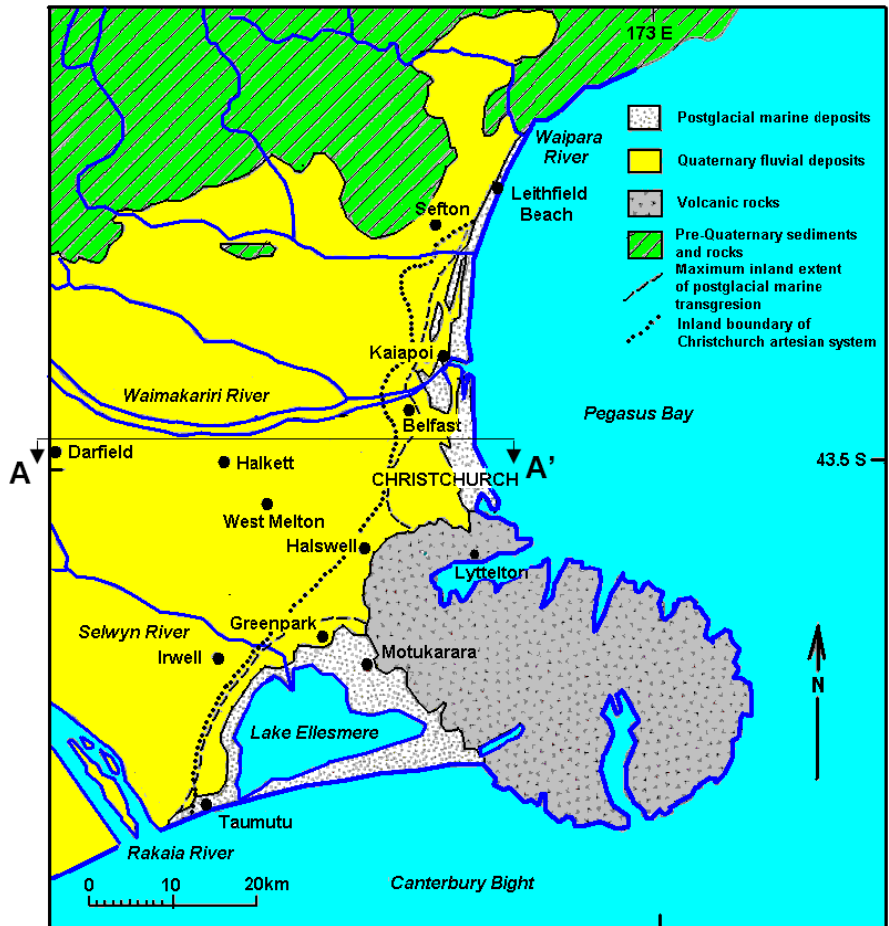 173 E
Postglacial marine deposits
Quaternary fluvial deposits
Volcanic rocks
Pre-Quaternary sediments
and rocks
Maximum inland extent
of postglacial marine
transgresion
Inland boundary of
Christchurch artesian system
Waipara
River
Leithfield
Beach
Sefton
Kaiapoi
Waimakariri River
Belfast
Pegasus Bay
A
Darfield
Halkett
A'
43.5 S
CHRISTCHURCH
West Melton
Halswell
Lyttelton
Greenpark
Selwyn River
Irwell
Motukarara
N
Lake Ellesmere
Taumutu
Rakaia River
0 10 20km
Canterbury Bight